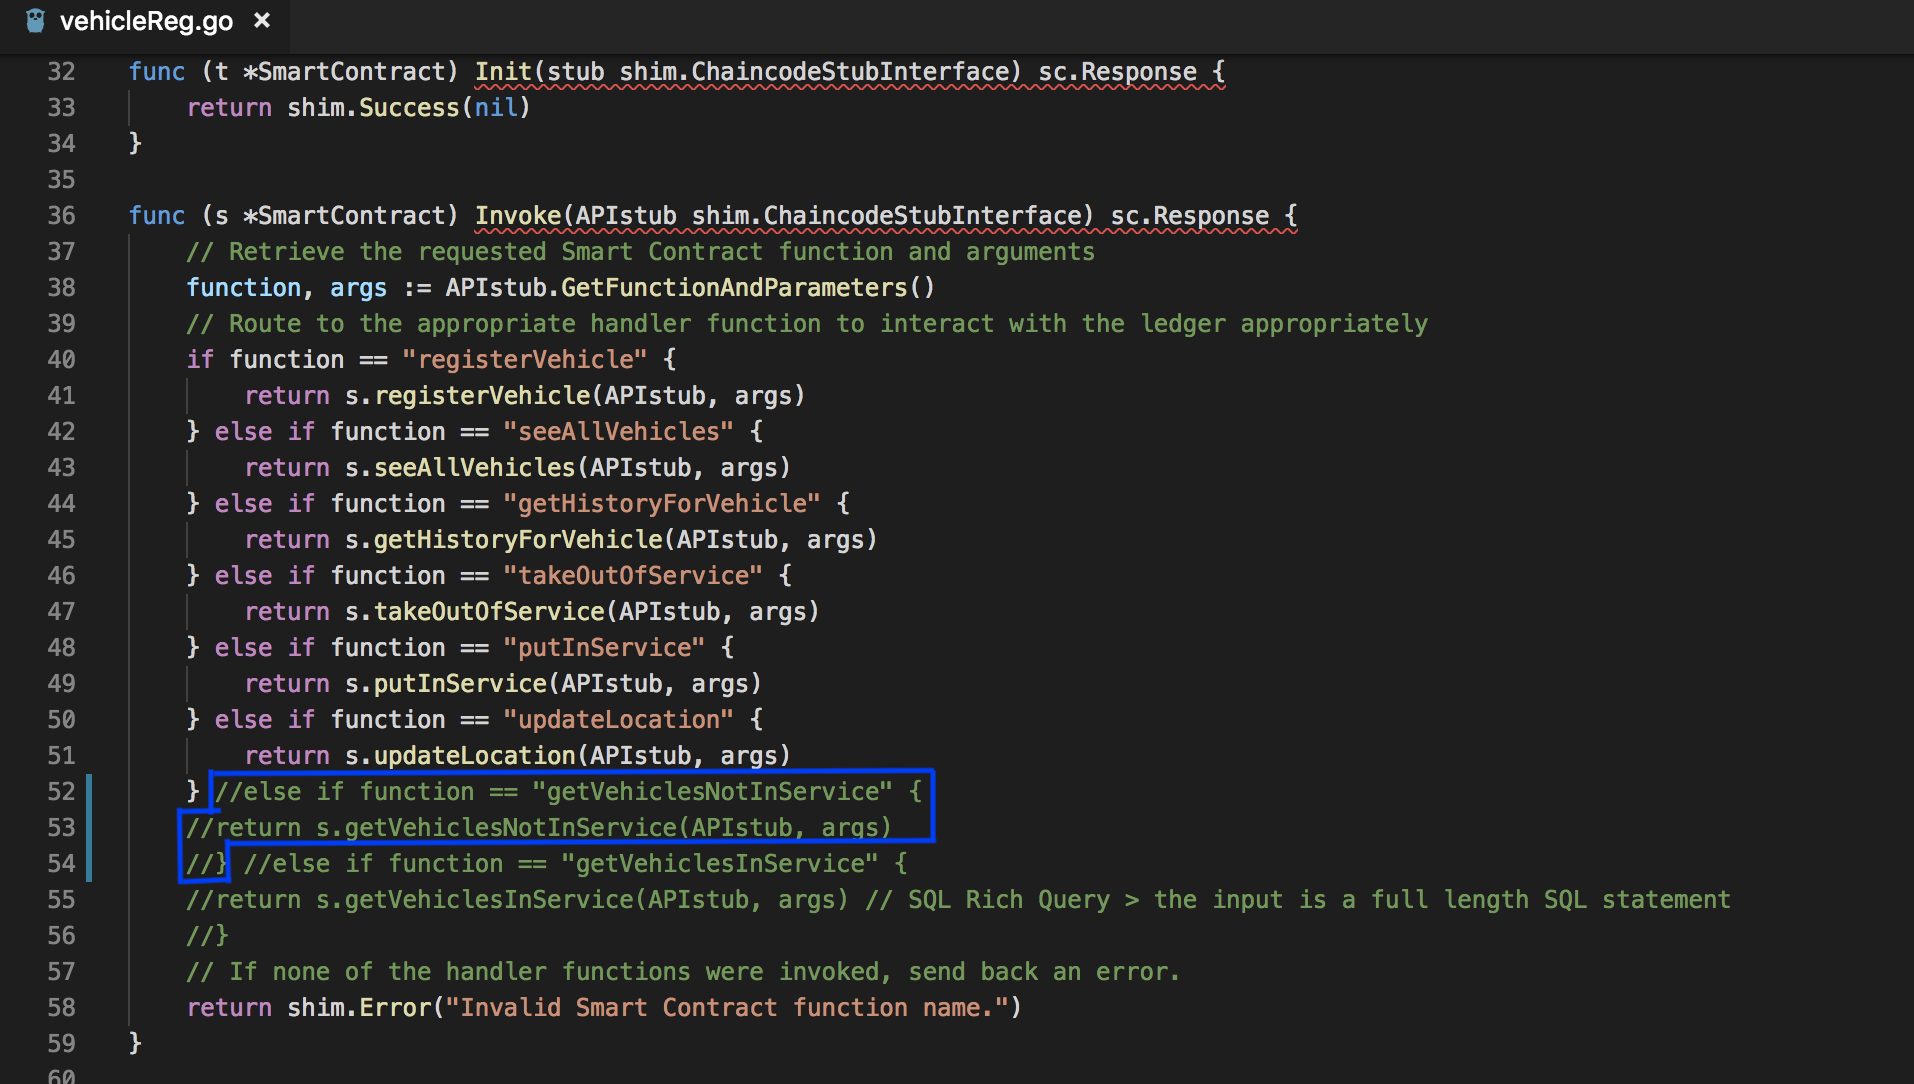 vehicleReg.go ×
32 func (t *SmartContract) Init(stub shim.ChaincodeStubInterface) sc.Response {
33 return shim.Success(nil)
34 }
35
36 func (s *SmartContract) Invoke(APIstub shim.ChaincodeStubInterface) sc.Response {
37 // Retrieve the requested Smart Contract function and arguments
38 function, args := APIstub.GetFunctionAndParameters()
39 // Route to the appropriate handler function to interact with the ledger appropriately
40 if function == "registerVehicle" {
41 return s.registerVehicle(APIstub, args)
42 } else if function == "seeAllVehicles" {
43 return s.seeAllVehicles(APIstub, args)
44 } else if function == "getHistoryForVehicle" {
45 return s.getHistoryForVehicle(APIstub, args)
46 } else if function == "takeOutOfService" {
47 return s.takeOutOfService(APIstub, args)
48 } else if function == "putInService" {
49 return s.putInService(APIstub, args)
50 } else if function == "updateLocation" {
51 return s.updateLocation(APIstub, args)
52 } //else if function == "getVehiclesNotInService" {
53 //return s.getVehiclesNotInService(APIstub, args)
54 //} //else if function == "getVehiclesInService" {
55 //return s.getVehiclesInService(APIstub, args) // SQL Rich Query > the input is a full length SQL statement
56 //}
57 // If none of the handler functions were invoked, send back an error.
58 return shim.Error("Invalid Smart Contract function name.")
59 }
60